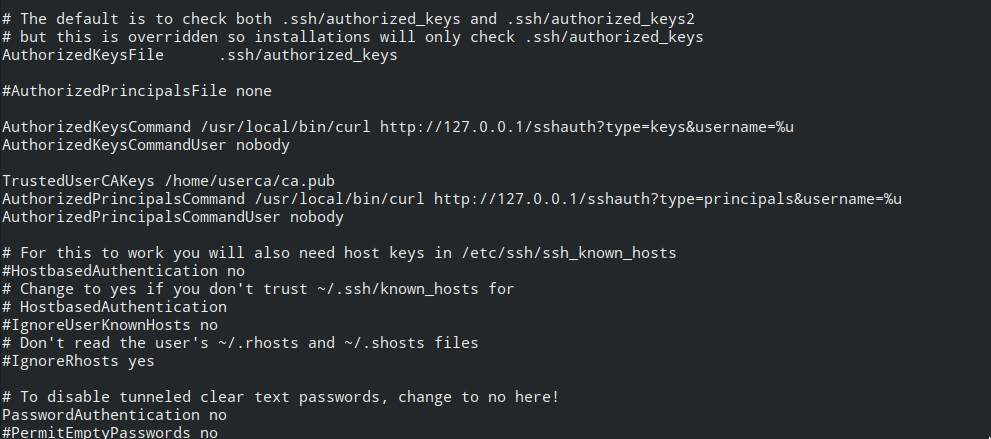 # The default is to check both .ssh/authorized_keys and .ssh/authorized_keys2
# but this is overridden so installations will only check .ssh/authorized_keys
AuthorizedKeysFile      .ssh/authorized_keys
#AuthorizedPrincipalsFile none
AuthorizedKeysCommand /usr/local/bin/curl http://127.0.0.1/sshauth?type=keys&username=%u
AuthorizedKeysCommandUser nobody
TrustedUserCAKeys /home/userca/ca.pub
AuthorizedPrincipalsCommand /usr/local/bin/curl http://127.0.0.1/sshauth?type=principals&username=%u
AuthorizedPrincipalsCommandUser nobody
# For this to work you will also need host keys in /etc/ssh/ssh_known_hosts
#HostbasedAuthentication no
# Change to yes if you don't trust ~/.ssh/known_hosts for
# HostbasedAuthentication
#IgnoreUserKnownHosts no
# Don't read the user's ~/.rhosts and ~/.shosts files
#IgnoreRhosts yes
# To disable tunneled clear text passwords, change to no here!
PasswordAuthentication no
#PermitEmptyPasswords no